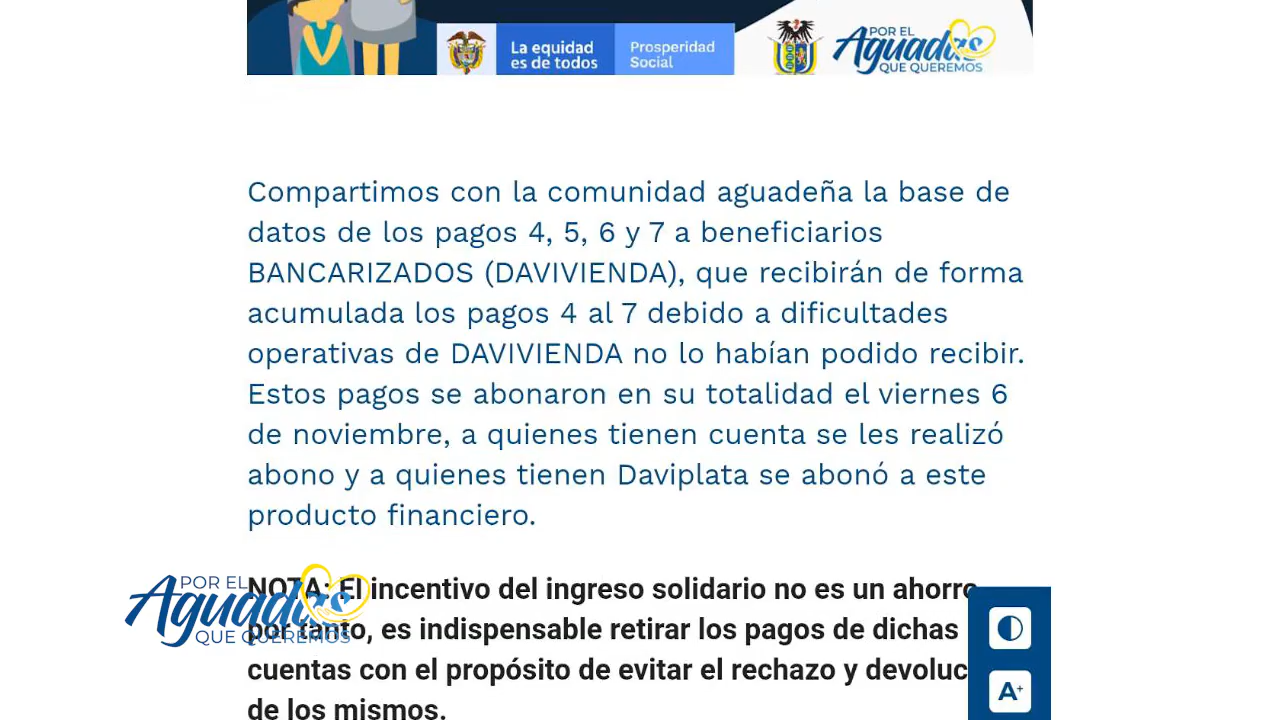 La equidad
es de todos
Prosperidad
Social
POR EL
Aguadas
QUE QUEREMOS
Compartimos con la comunidad aguadeña la base de
datos de los pagos 4, 5, 6 y 7 a beneficiarios
BANCARIZADOS (DAVIVIENDA), que recibirán de forma
acumulada los pagos 4 al 7 debido a dificultades
operativas de DAVIVIENDA no lo habían podido recibir.
Estos pagos se abonaron en su totalidad el viernes 6
de noviembre, a quienes tienen cuenta se les realizó
abono y a quienes tienen Daviplata se abonó a este
producto financiero.
NOTA: El incentivo del ingreso solidario no es un ahorro
por tanto, es indispensable retirar los pagos de dichas
cuentas con el propósito de evitar el rechazo y devoluc
de los mismos.
POR EL
Aguadas
QUE QUEREMOS
A+